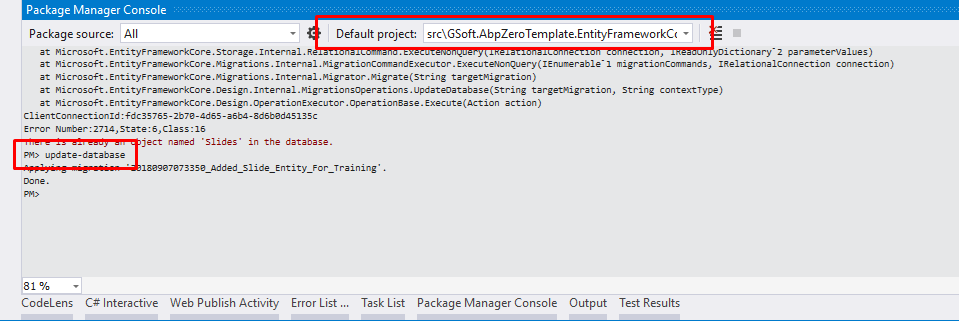 Package Manager Console
Package source: All Default project: src\GSoft.AbpZeroTemplate.EntityFrameworkCo
at Microsoft.EntityFrameworkCore.Storage.Internal.RelationalCommand.ExecuteNonQuery(IRelationalConnection connection, IReadOnlyDictionary`2 parameterValues)
at Microsoft.EntityFrameworkCore.Migrations.Internal.MigrationCommandExecutor.ExecuteNonQuery(IEnumerable`1 migrationCommands, IRelationalConnection connection)
at Microsoft.EntityFrameworkCore.Migrations.Internal.Migrator.Migrate(String targetMigration)
at Microsoft.EntityFrameworkCore.Design.Internal.MigrationsOperations.UpdateDatabase(String targetMigration, String contextType)
at Microsoft.EntityFrameworkCore.Design.OperationExecutor.OperationBase.Execute(Action action)
ClientConnectionId:fdc35765-2b70-4d65-a6b4-8d6b0d45135c
Error Number:2714,State:6,Class:16
There is already an object named 'Slides' in the database.
PM> update-database
Applying migration '20180907073350_Added_Slide_Entity_For_Training'.
Done.
PM>
81 %
CodeLens C# Interactive Web Publish Activity Error List ... Task List Package Manager Console Output Test Results